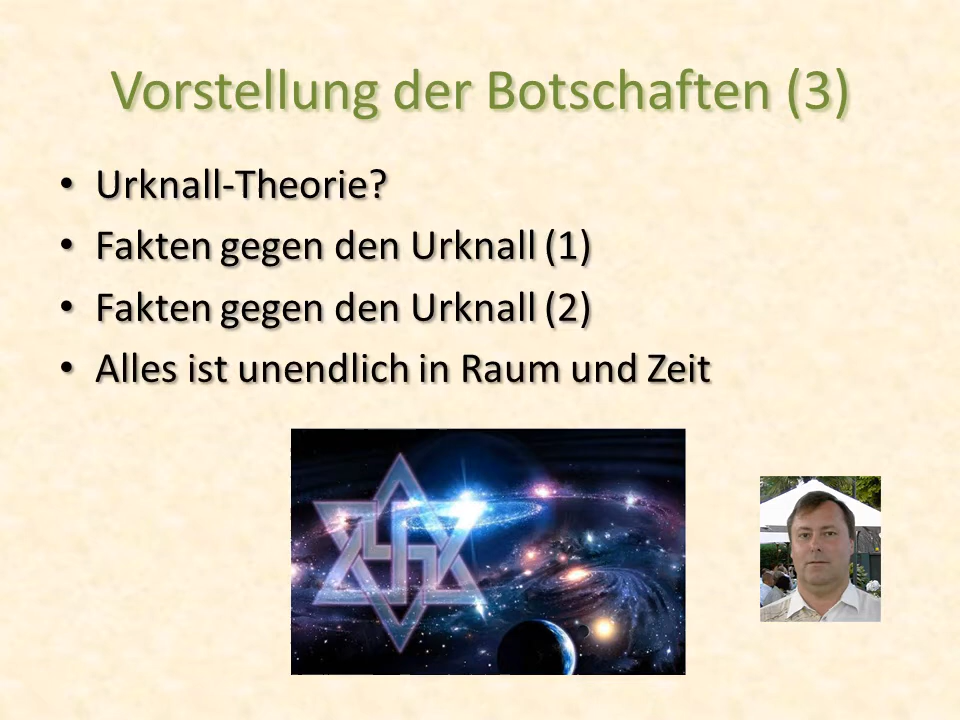 Vorstellung der Botschaften (3)
• Urknall-Theorie?
• Fakten gegen den Urknall (1)
• Fakten gegen den Urknall (2)
• Alles ist unendlich in Raum und Zeit